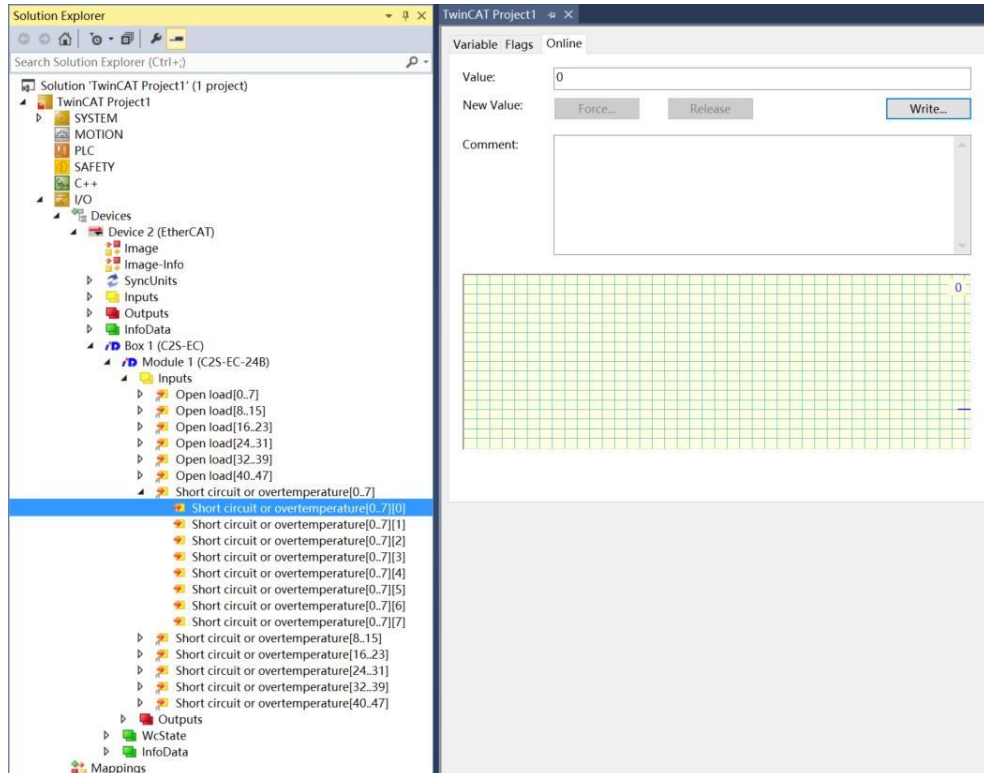 Solution Explorer
Search Solution Explorer (Ctrl+;)
Solution 'TwinCAT Project1' (1 project)
TwinCAT Project1
SYSTEM
MOTION
PLC
SAFETY
C++
I/O
Devices
Device 2 (EtherCAT)
Image
Image-Info
SyncUnits
Inputs
Outputs
InfoData
Box 1 (C2S-EC)
Module 1 (C2S-EC-24B)
Inputs
Open load[0..7]
Open load[8..15]
Open load[16..23]
Open load[24..31]
Open load[32..39]
Open load[40..47]
Short circuit or overtemperature[0..7]
Short circuit or overtemperature[0..7][0]
Short circuit or overtemperature[0..7][1]
Short circuit or overtemperature[0..7][2]
Short circuit or overtemperature[0..7][3]
Short circuit or overtemperature[0..7][4]
Short circuit or overtemperature[0..7][5]
Short circuit or overtemperature[0..7][6]
Short circuit or overtemperature[0..7][7]
Short circuit or overtemperature[8..15]
Short circuit or overtemperature[16..23]
Short circuit or overtemperature[24..31]
Short circuit or overtemperature[32..39]
Short circuit or overtemperature[40..47]
Outputs
WcState
InfoData
Mappings
TwinCAT Project1
Variable Flags Online
Value: 0
New Value: Force... Release Write...
Comment:
0